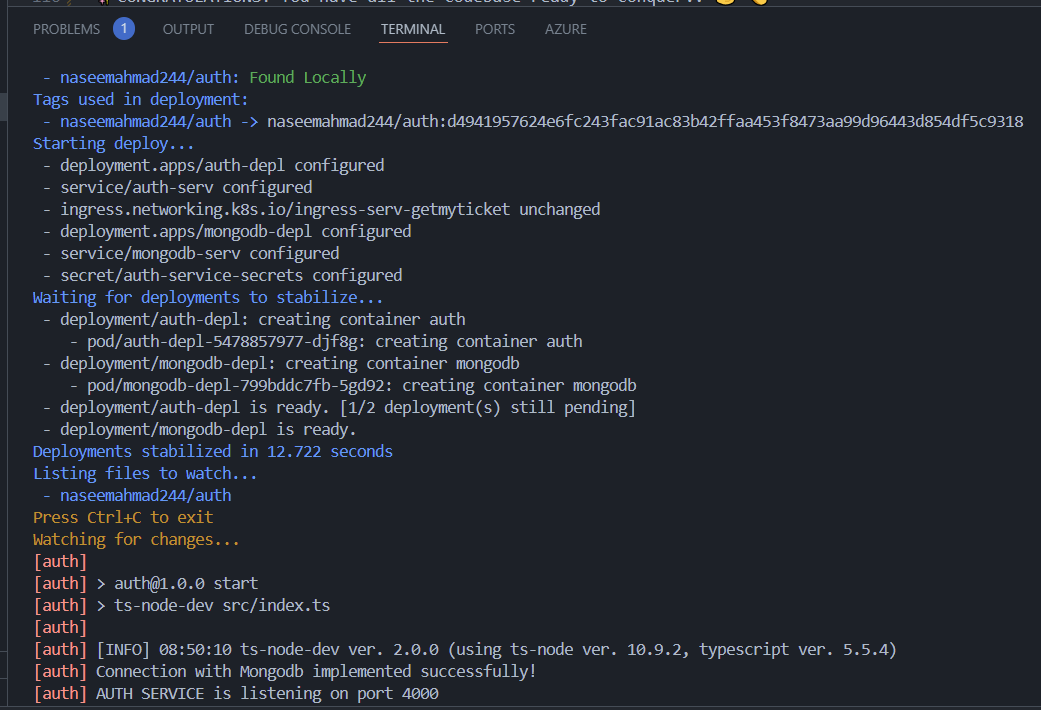 PROBLEMS 1 OUTPUT DEBUG CONSOLE TERMINAL PORTS AZURE
- naseemahmad244/auth: Found Locally
Tags used in deployment:
- naseemahmad244/auth -> naseemahmad244/auth:d4941957624e6fc243fac91ac83b42ffaa453f8473aa99d96443d854df5c9318
Starting deploy...
- deployment.apps/auth-depl configured
- service/auth-serv configured
- ingress.networking.k8s.io/ingress-serv-getmyticket unchanged
- deployment.apps/mongodb-depl configured
- service/mongodb-serv configured
- secret/auth-service-secrets configured
Waiting for deployments to stabilize...
- deployment/auth-depl: creating container auth
- pod/auth-depl-5478857977-djf8g: creating container auth
- deployment/mongodb-depl: creating container mongodb
- pod/mongodb-depl-799bddc7fb-5gd92: creating container mongodb
- deployment/auth-depl is ready. [1/2 deployment(s) still pending]
- deployment/mongodb-depl is ready.
Deployments stabilized in 12.722 seconds
Listing files to watch...
- naseemahmad244/auth
Press Ctrl+C to exit
Watching for changes...
[auth]
[auth] > auth@1.0.0 start
[auth] > ts-node-dev src/index.ts
[auth]
[auth] [INFO] 08:50:10 ts-node-dev ver. 2.0.0 (using ts-node ver. 10.9.2, typescript ver. 5.5.4)
[auth] Connection with Mongodb implemented successfully!
[auth] AUTH SERVICE is listening on port 4000